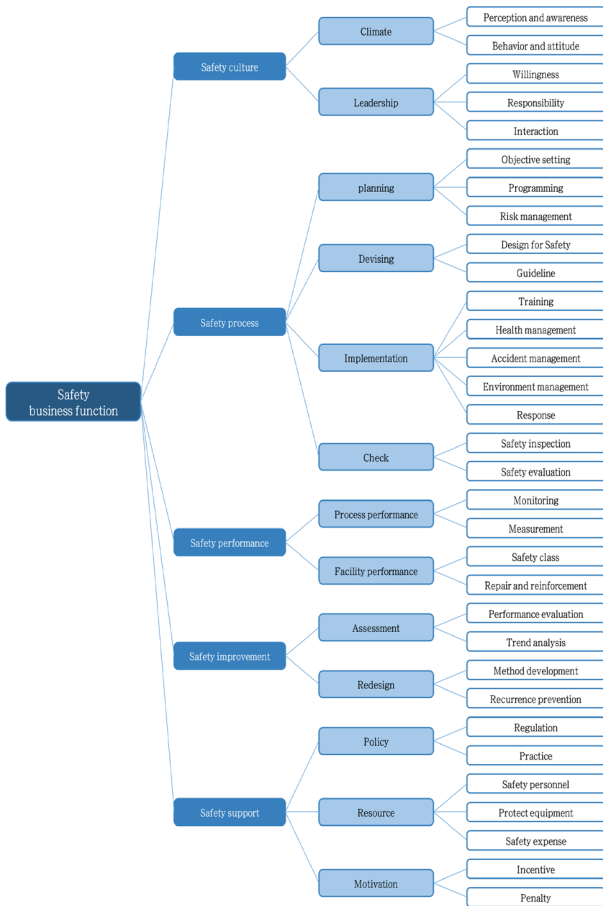 Safety
business function
Safety culture
Climate
Perception and awareness
Behavior and attitude
Leadership
Willingness
Responsibility
Interaction
Safety process
planning
Objective setting
Programming
Risk management
Devising
Design for Safety
Guideline
Implementation
Training
Health management
Accident management
Environment management
Response
Check
Safety inspection
Safety evaluation
Safety performance
Process performance
Monitoring
Measurement
Facility performance
Safety class
Repair and reinforcement
Safety improvement
Assessment
Performance evaluation
Trend analysis
Redesign
Method development
Recurrence prevention
Safety support
Policy
Regulation
Practice
Resource
Safety personnel
Protect equipment
Safety expense
Motivation
Incentive
Penalty